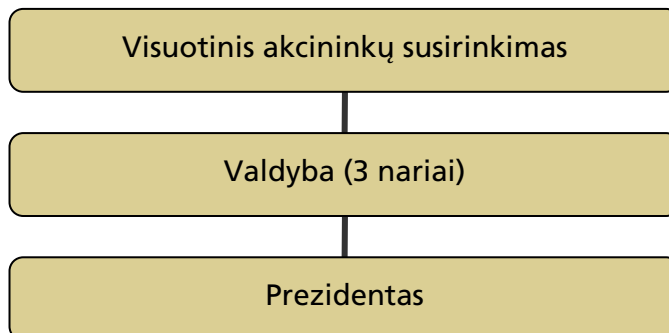 Visuotinis akcininkų susirinkimas
Valdyba (3 nariai)
Prezidentas